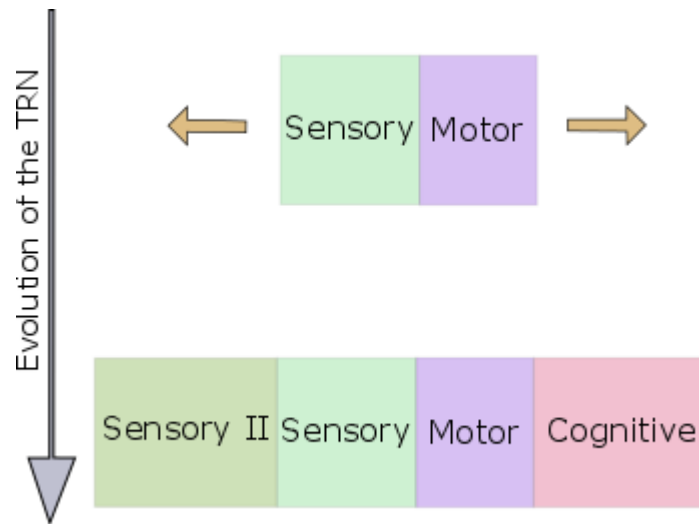 Evolution of the TRN
Sensory Motor
Sensory II Sensory Motor Cognitive